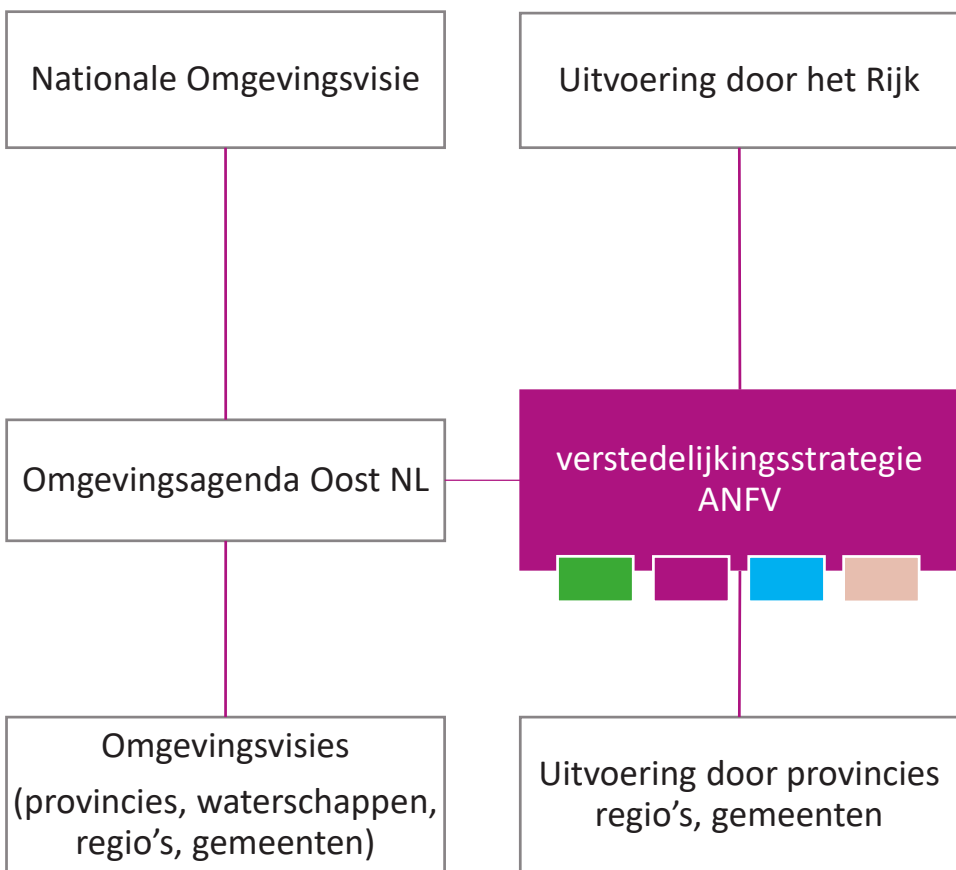 Nationale Omgevingsvisie
Uitvoering door het Rijk
Omgevingsagenda Oost NL
verstedelijkingsstrategie
ANFV
Omgevingsvisies
(provincies, waterschappen,
regio’s, gemeenten)
Uitvoering door provincies
regio’s, gemeenten